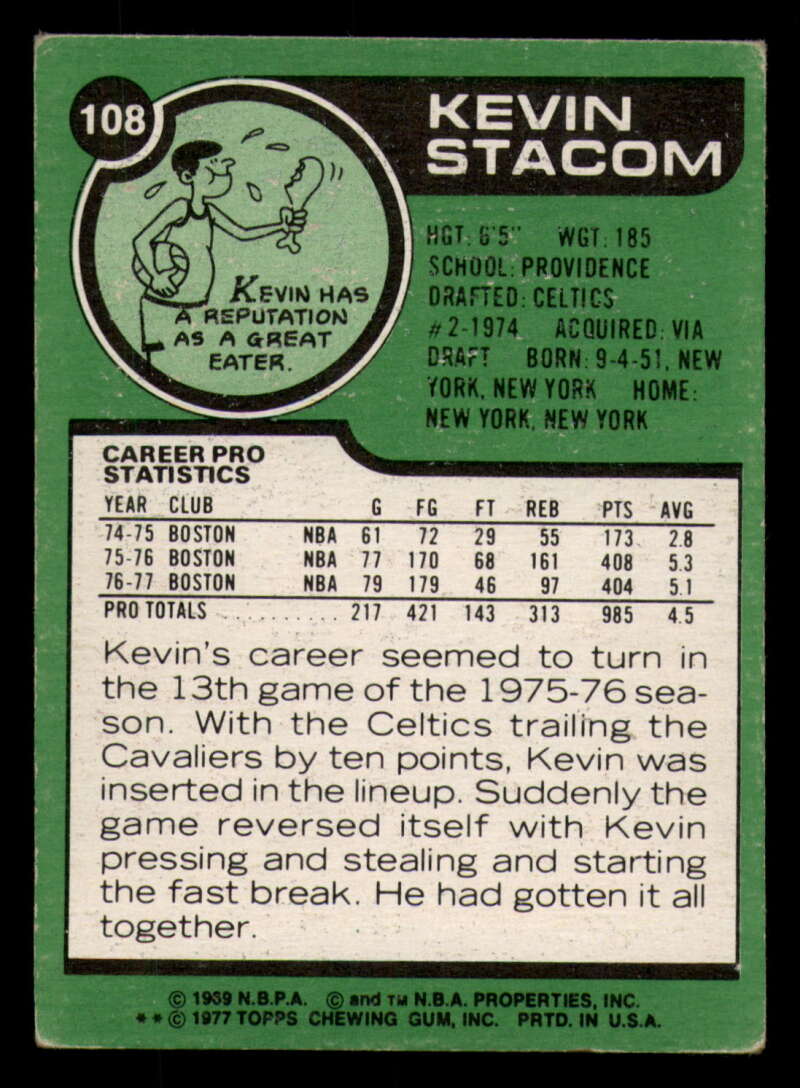 108
KEVIN
STACOM
KEVIN HAS
A REPUTATION
AS A GREAT
EATER.
HGT: 6'5" WGT: 185
SCHOOL: PROVIDENCE
DRAFTED: CELTICS
#2-1974 ACQUIRED: VIA
DRAFT BORN: 9-4-51, NEW
YORK, NEW YORK HOME:
NEW YORK, NEW YORK
CAREER PRO
STATISTICS
YEAR CLUB G FG FT REB PTS AVG
74-75 BOSTON NBA 61 72 29 55 173 2.8
75-76 BOSTON NBA 77 170 68 161 408 5.3
76-77 BOSTON NBA 79 179 46 97 404 5.1
PRO TOTALS ............ 217 421 143 313 985 4.5
Kevin's career seemed to turn in
the 13th game of the 1975-76 sea-
son. With the Celtics trailing the
Cavaliers by ten points, Kevin was
inserted in the lineup. Suddenly the
game reversed itself with Kevin
pressing and stealing and starting
the fast break. He had gotten it all
together.
© 1969 N.B.P.A. © and TM N.B.A. PROPERTIES, INC.
**© 1977 TOPPS CHEWING GUM, INC. PRTD. IN U.S.A.